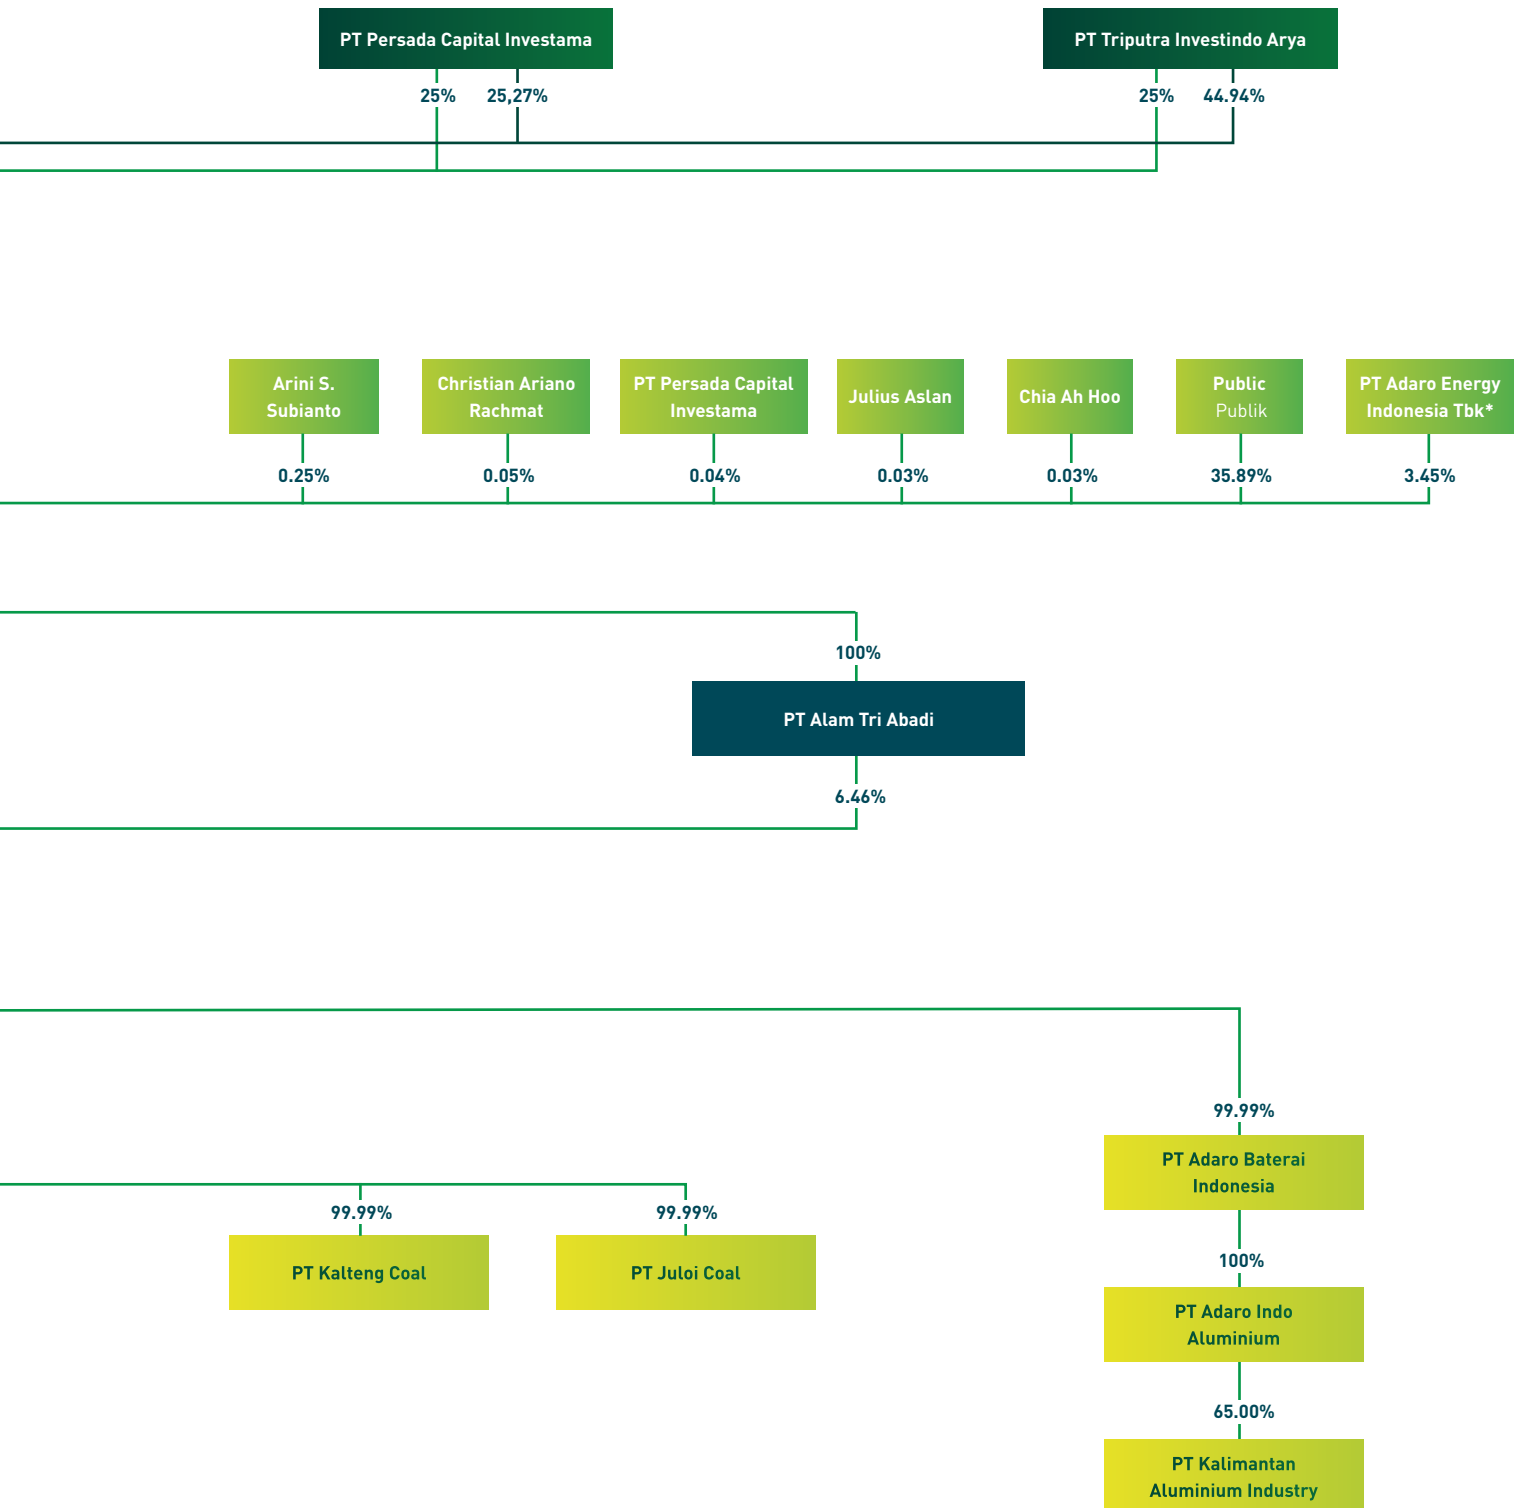 PT Persada Capital Investama
PT Triputra Investindo Arya
25%
25,27%
25%
44.94%
Arini S.
Subianto
Christian Ariano
Rachmat
PT Persada Capital
Investama
Julius Aslan
Chia Ah Hoo
Public
Publik
PT Adaro Energy
Indonesia Tbk*
0.25%
0.05%
0.04%
0.03%
0.03%
35.89%
3.45%
100%
PT Alam Tri Abadi
6.46%
99.99%
PT Adaro Baterai
Indonesia
99.99%
99.99%
PT Kalteng Coal
PT Juloi Coal
100%
PT Adaro Indo
Aluminium
65.00%
PT Kalimantan
Aluminium Industry